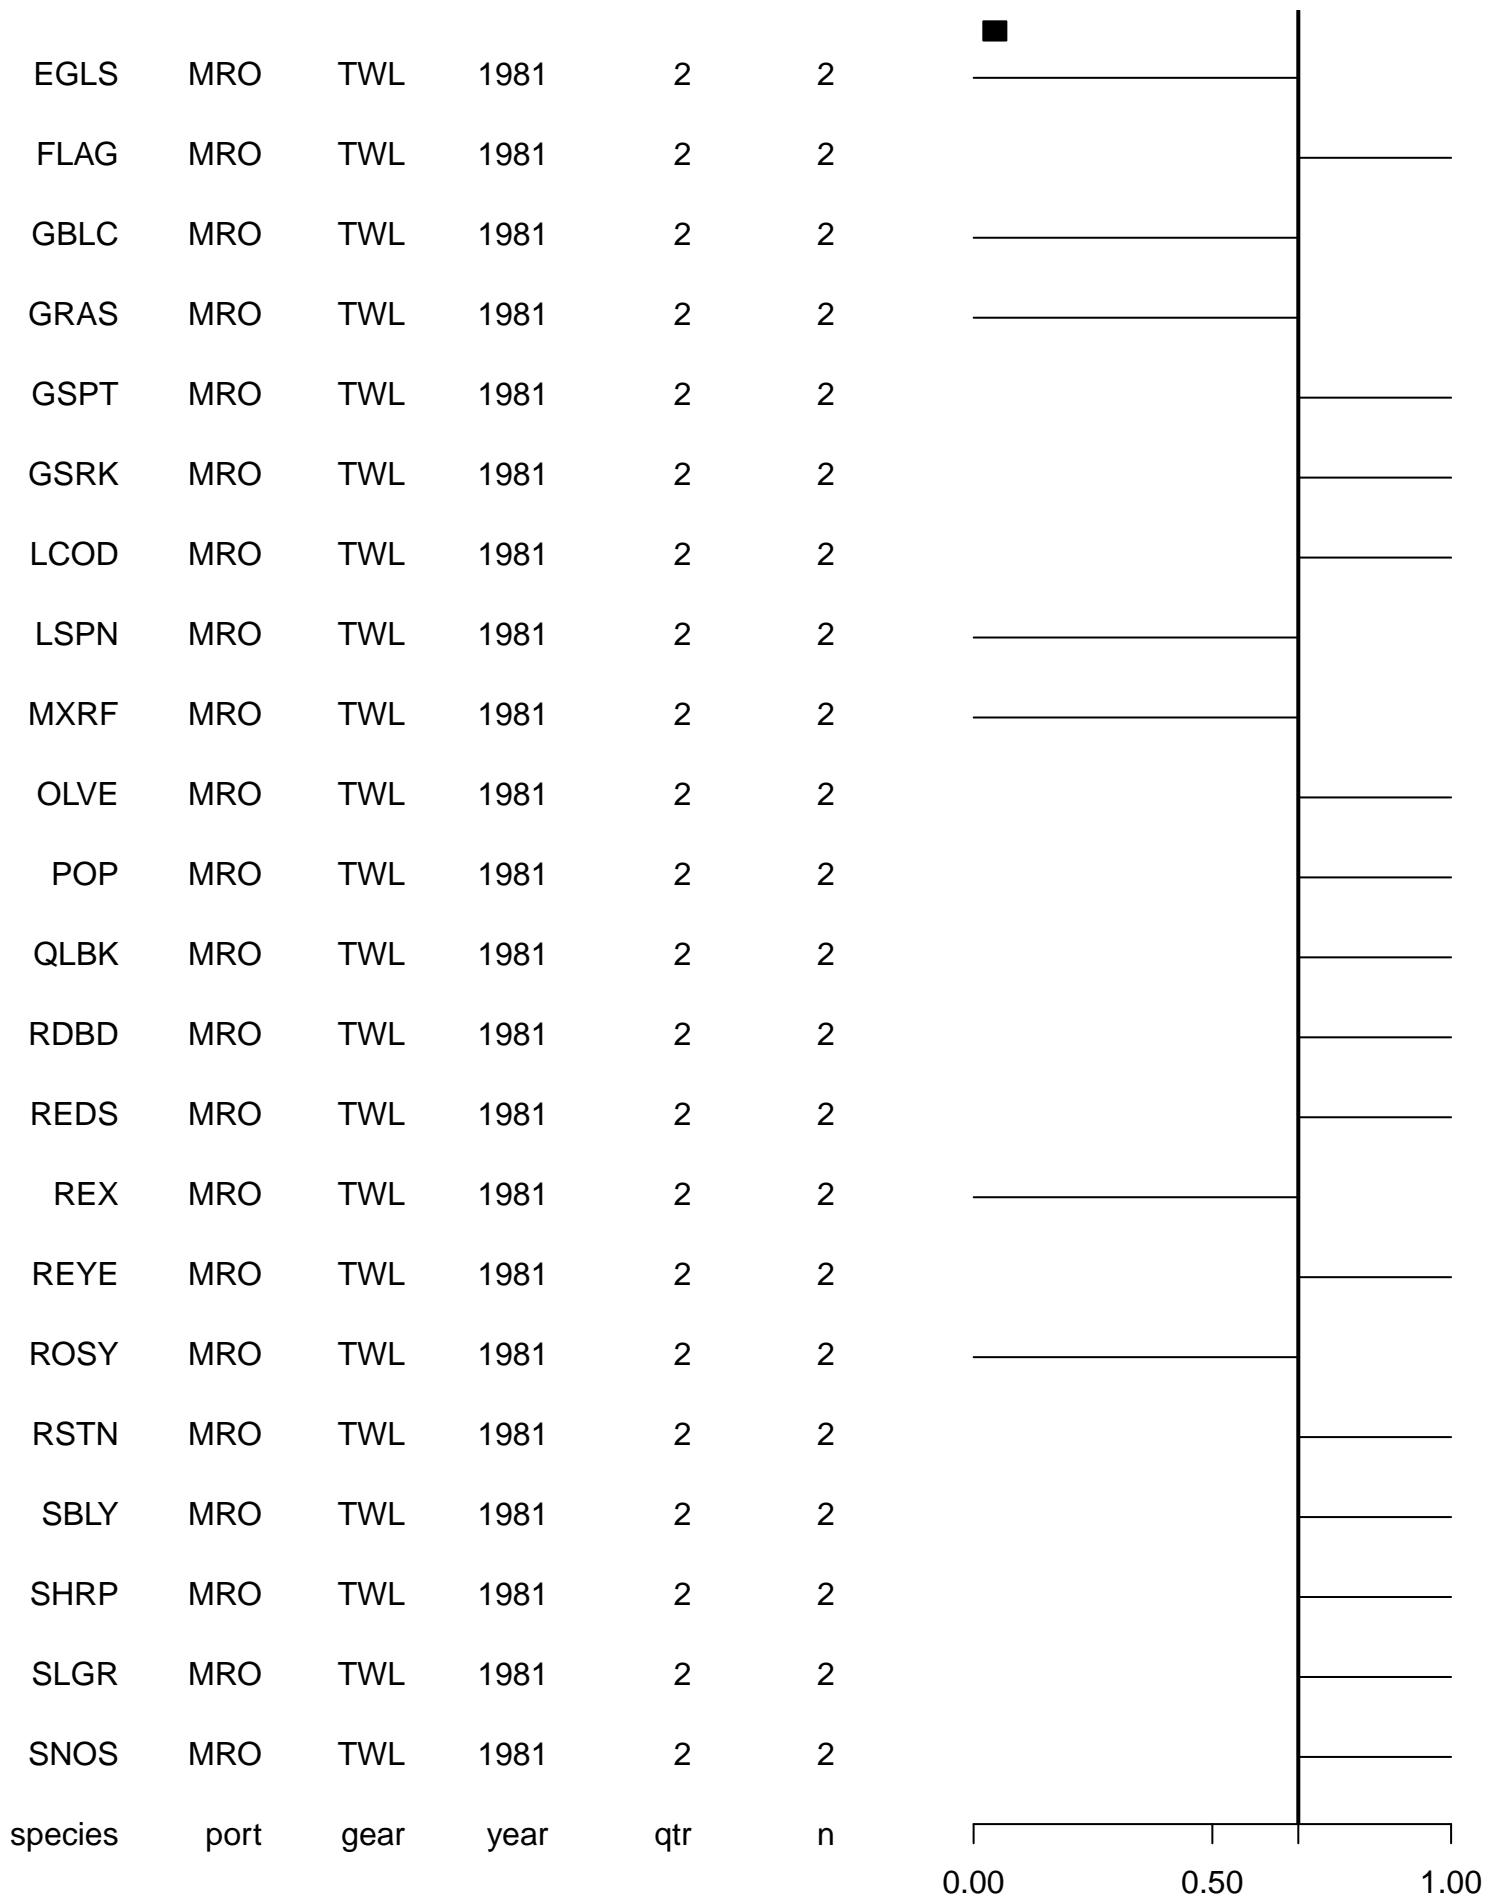 EGLS MRO TWL 1981 2 2
FLAG MRO TWL 1981 2 2
GBLC MRO TWL 1981 2 2
GRAS MRO TWL 1981 2 2
GSPT MRO TWL 1981 2 2
GSRK MRO TWL 1981 2 2
LCOD MRO TWL 1981 2 2
LSPN MRO TWL 1981 2 2
MXRF MRO TWL 1981 2 2
OLVE MRO TWL 1981 2 2
POP MRO TWL 1981 2 2
QLBK MRO TWL 1981 2 2
RDBD MRO TWL 1981 2 2
REDS MRO TWL 1981 2 2
REX MRO TWL 1981 2 2
REYE MRO TWL 1981 2 2
ROSY MRO TWL 1981 2 2
RSTN MRO TWL 1981 2 2
SBLY MRO TWL 1981 2 2
SHRP MRO TWL 1981 2 2
SLGR MRO TWL 1981 2 2
SNOS MRO TWL 1981 2 2
species port gear year qtr n
0.00 0.50 1.00